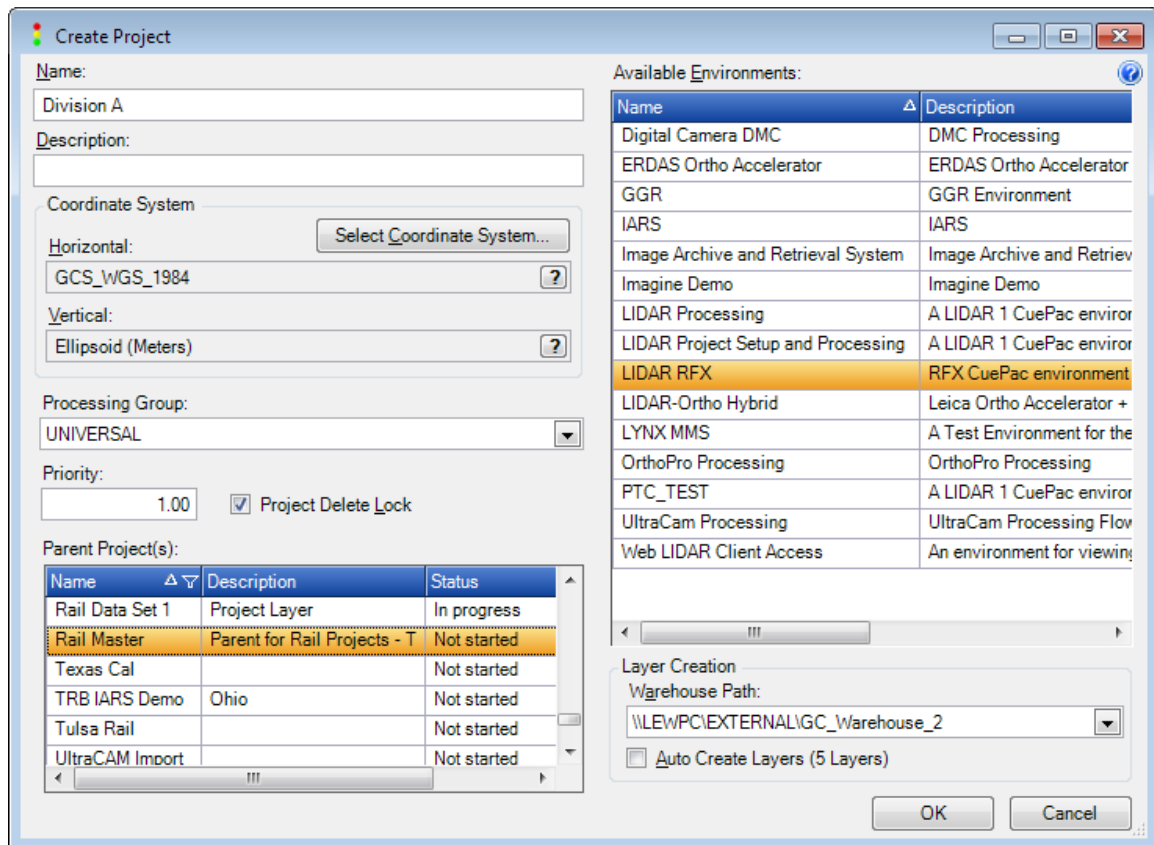 Create Project
Name:
Division A
Description:
Coordinate System
Select Coordinate System...
Horizontal:
GCS_WGS_1984
?
Vertical:
Ellipsoid (Meters)
?
Processing Group:
UNIVERSAL
Priority:
1.00
Project Delete Lock
Parent Project(s):
Name Description Status
Rail Data Set 1 Project Layer In progress
Rail Master Parent for Rail Projects - T Not started
Texas Cal Not started
TRB IARS Demo Ohio Not started
Tulsa Rail Not started
UltraCAM Import Not started
Available Environments:
?
Name Description
Digital Camera DMC DMC Processing
ERDAS Ortho Accelerator ERDAS Ortho Accelerator
GGR GGR Environment
IARS IARS
Image Archive and Retrieval System Image Archive and Retriev
Imagine Demo Imagine Demo
LIDAR Processing A LIDAR 1 CuePac environ
LIDAR Project Setup and Processing A LIDAR 1 CuePac environ
LIDAR RFX RFX CuePac environment
LIDAR-Ortho Hybrid Leica Ortho Accelerator +
LYNX MMS A Test Environment for the
OrthoPro Processing OrthoPro Processing
PTC_TEST A LIDAR 1 CuePac environ
UltraCam Processing UltraCam Processing Flow
Web LIDAR Client Access An environment for viewing
Layer Creation
Warehouse Path:
\\LEWPC\EXTERNAL\GC_Warehouse_2
Auto Create Layers (5 Layers)
OK Cancel